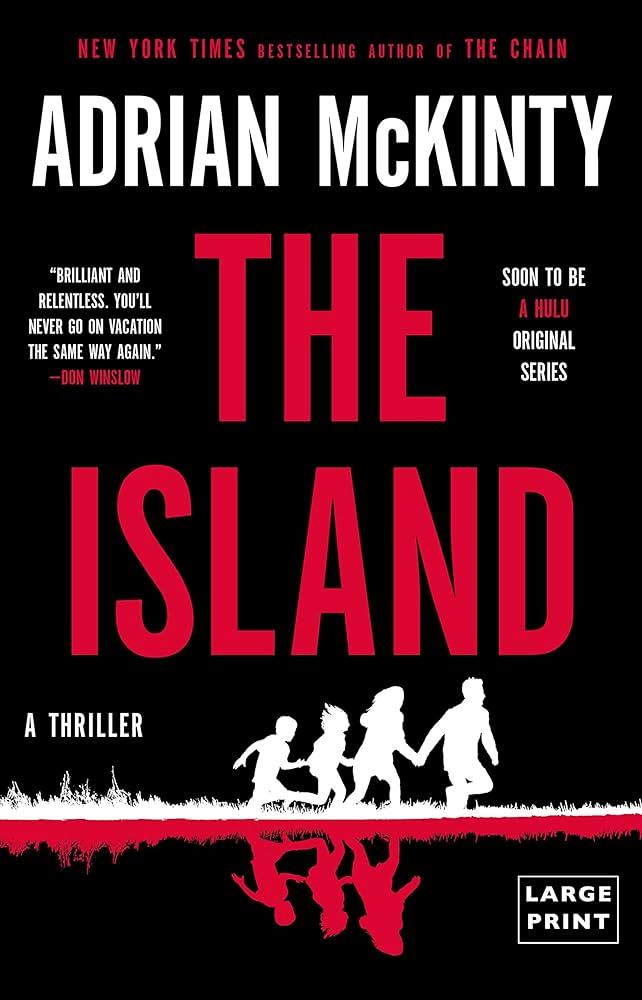 NEW YORK TIMES BESTSELLING AUTHOR OF THE CHAIN
ADRIAN McKINTY
THE
ISLAND
"BRILLIANT AND
RELENTLESS. YOU'LL
NEVER GO ON VACATION
THE SAME WAY AGAIN."
—DON WINSLOW
SOON TO BE
A HULU
ORIGINAL
SERIES
A THRILLER
LARGE
PRINT